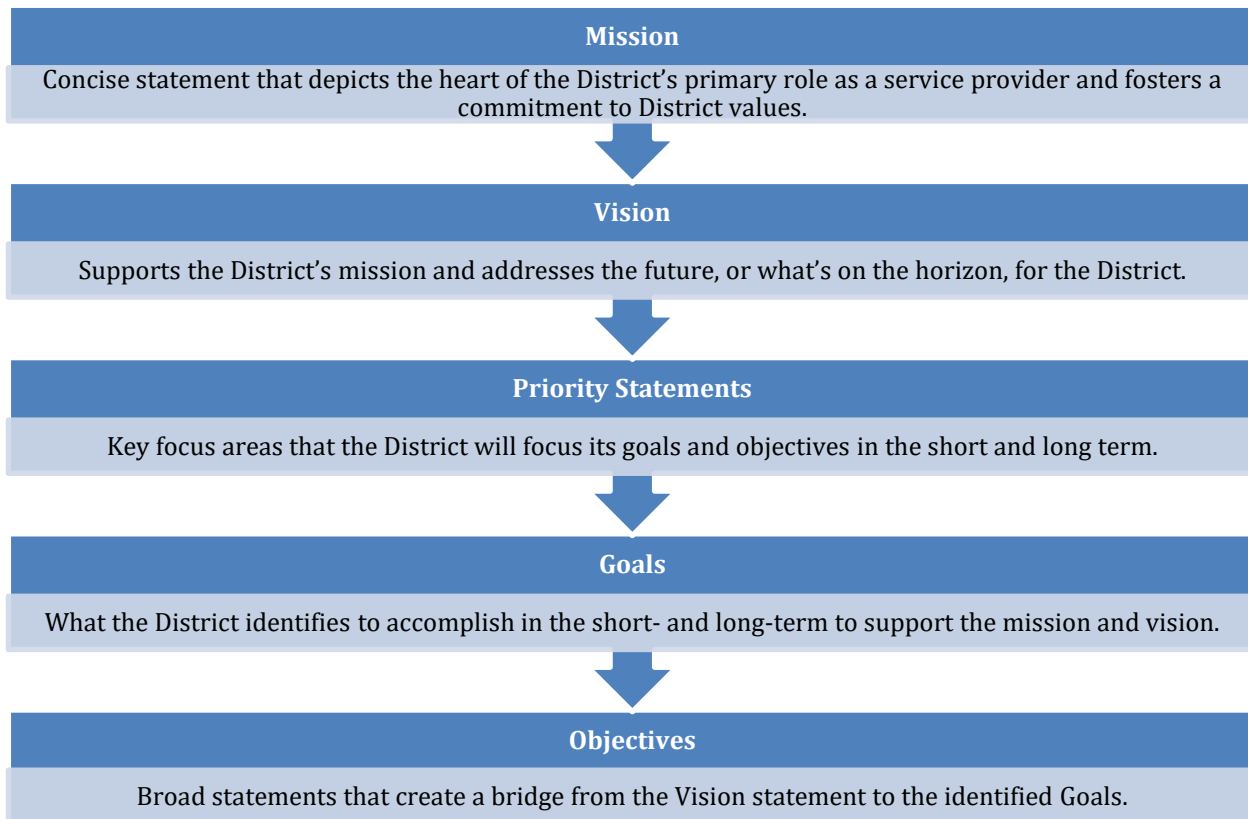 Mission
Concise statement that depicts the heart of the District’s primary role as a service provider and fosters a
commitment to District values.
Vision
Supports the District’s mission and addresses the future, or what’s on the horizon, for the District.
Priority Statements
Key focus areas that the District will focus its goals and objectives in the short and long term.
Goals
What the District identifies to accomplish in the short- and long-term to support the mission and vision.
Objectives
Broad statements that create a bridge from the Vision statement to the identified Goals.